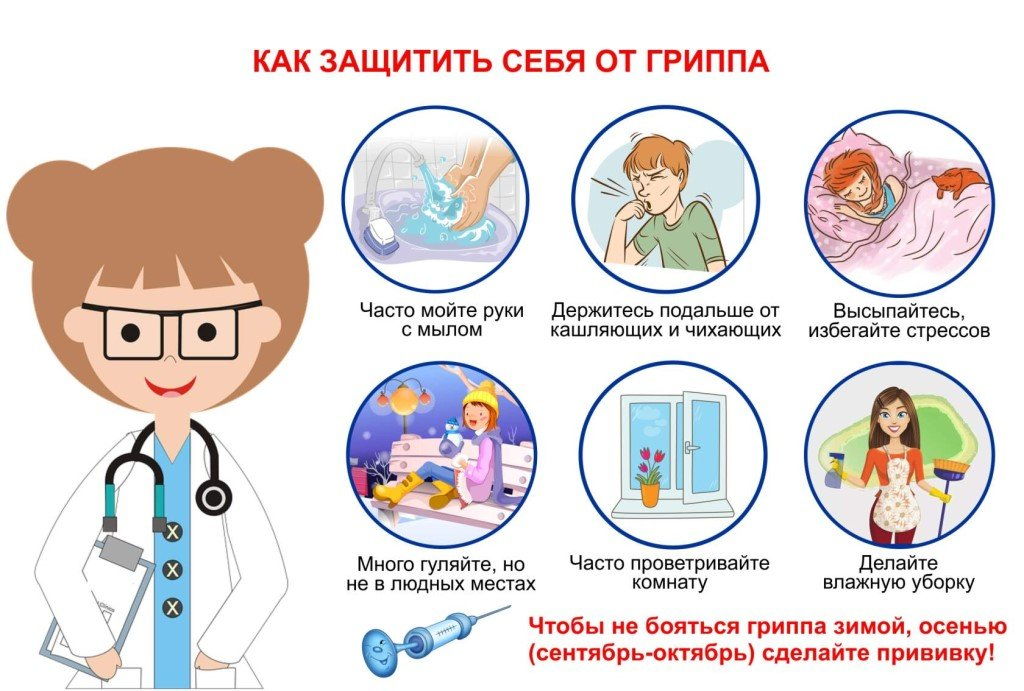 КАК ЗАЩИТИТЬ СЕБЯ ОТ ГРИППА
Часто мойте руки
с мылом
Держитесь подальше от
кашляющих и чихающих
Высыпайтесь,
избегайте стрессов
Много гуляйте, но
не в людных местах
Часто проветривайте
комнату
Делайте
влажную уборку
Чтобы не бояться гриппа зимой, осенью
(сентябрь-октябрь) сделайте прививку!